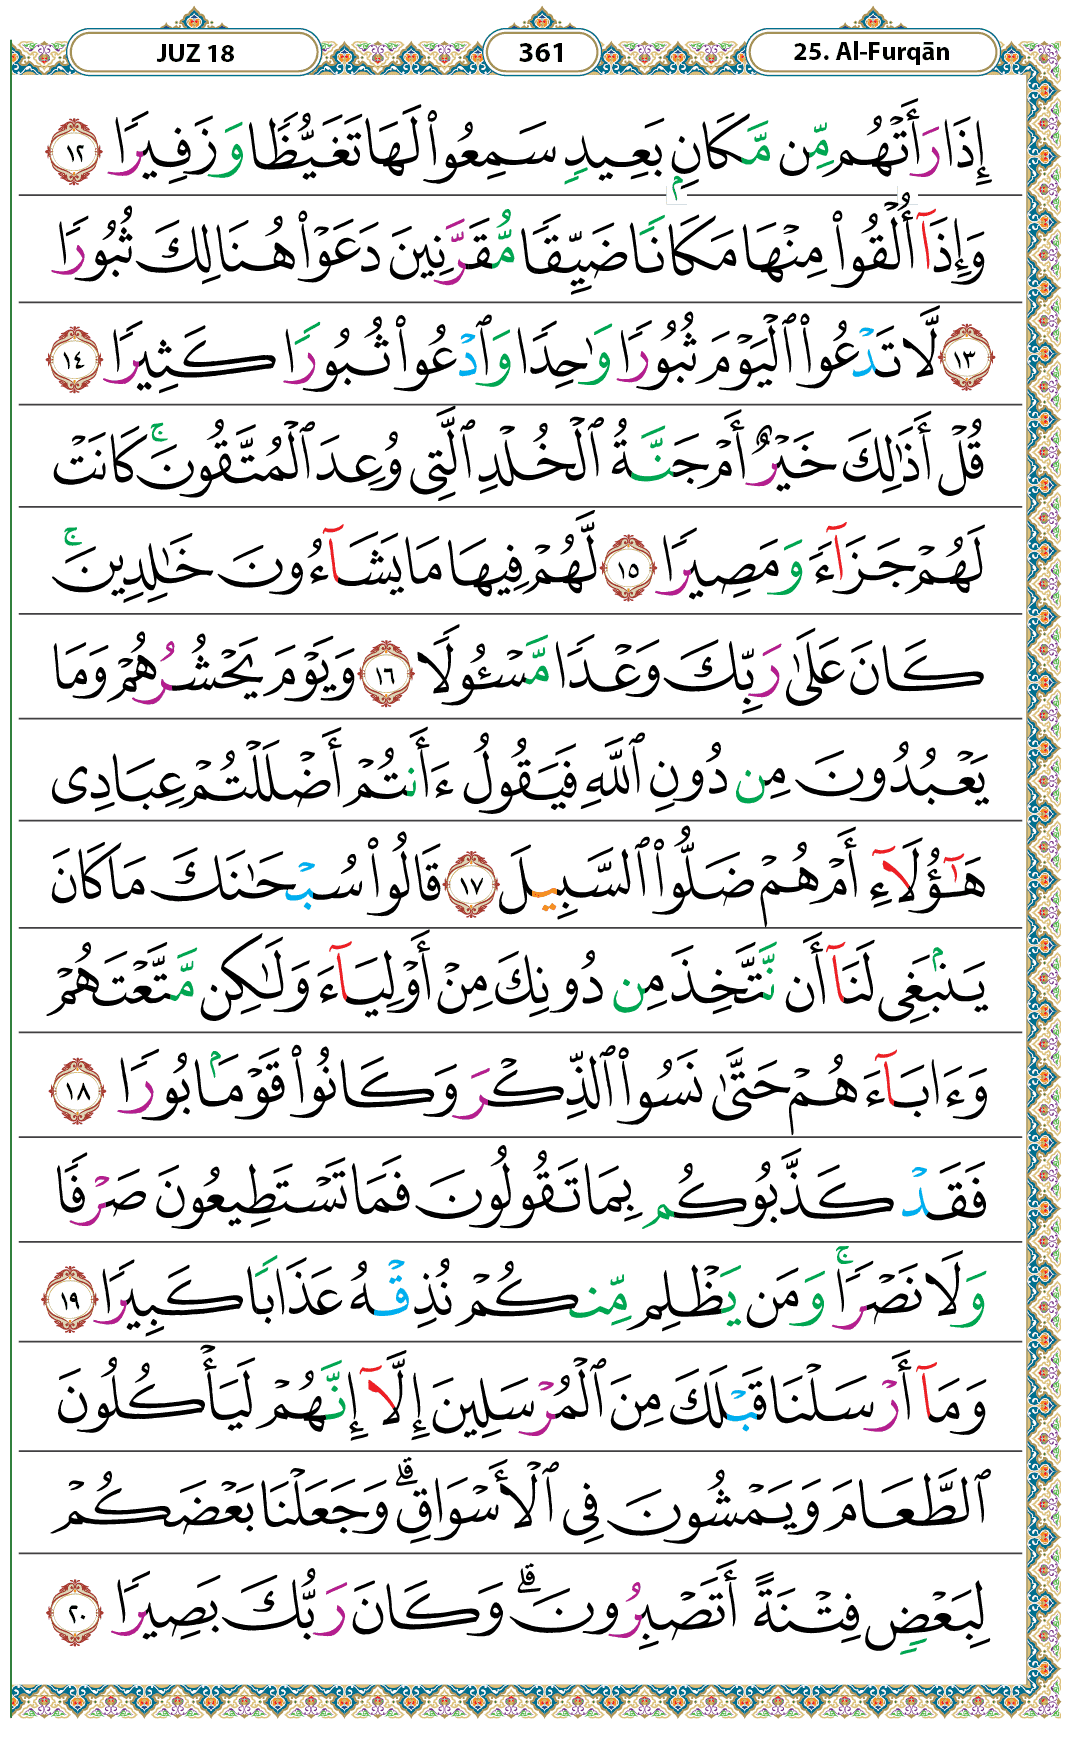 JUZ 18 361 25. Al-Furqān
إِذَا رَأَتْهُم مِّن مَّكَانِۭ بَعِيدٖ سَمِعُواْ لَهَا تَغَيُّظٗا وَزَفِيرٗا ١٢
وَإِذَآ أُلۡقُواْ مِنۡهَا مَكَانٗا ضَيِّقٗا مُّقَرَّنِينَ دَعَوۡاْ هُنَالِكَ ثُبُورٗا
١٣ لَّا تَدۡعُواْ ٱلۡيَوۡمَ ثُبُورٗا وَٰحِدٗا وَٱدۡعُواْ ثُبُورٗا كَثِيرٗا ١٤
قُلۡ أَذَٰلِكَ خَيۡرٌ أَمۡ جَنَّةُ ٱلۡخُلۡدِ ٱلَّتِي وُعِدَ ٱلۡمُتَّقُونَۚ كَانَتۡ
لَهُمۡ جَزَآءٗ وَمَصِيرٗا ١٥ لَّهُمۡ فِيهَا مَا يَشَآءُونَ خَٰلِدِينَۚ
كَانَ عَلَىٰ رَبِّكَ وَعۡدٗا مَّسۡـُٔولٗا ١٦ وَيَوۡمَ يَحۡشُرُهُمۡ وَمَا
يَعۡبُدُونَ مِن دُونِ ٱللَّهِ فَيَقُولُ ءَأَنتُمۡ أَضۡلَلۡتُمۡ عِبَادِي
هَٰٓؤُلَآءِ أَمۡ هُمۡ ضَلُّواْ ٱلسَّبِيلَ ١٧ قَالُواْ سُبۡحَٰنَكَ مَا كَانَ
يَنۢبَغِي لَنَآ أَن نَّتَّخِذَ مِن دُونِكَ مِنۡ أَوۡلِيَآءَ وَلَٰكِن مَّتَّعۡتَهُمۡ
وَءَابَآءَهُمۡ حَتَّىٰ نَسُواْ ٱلذِّكۡرَ وَكَانُواْ قَوۡمَۢا بُورٗا ١٨
فَقَدۡ كَذَّبُوكُم بِمَا تَقُولُونَ فَمَا تَسۡتَطِيعُونَ صَرۡفٗا
وَلَا نَصۡرٗاۚ وَمَن يَظۡلِم مِّنكُمۡ نُذِقۡهُ عَذَابٗا كَبِيرٗا ١٩
وَمَآ أَرۡسَلۡنَا قَبۡلَكَ مِنَ ٱلۡمُرۡسَلِينَ إِلَّآ إِنَّهُمۡ لَيَأۡكُلُونَ
ٱلطَّعَامَ وَيَمۡشُونَ فِي ٱلۡأَسۡوَاقِۗ وَجَعَلۡنَا بَعۡضَكُمۡ
لِبَعۡضٖ فِتۡنَةً أَتَصۡبِرُونَۗ وَكَانَ رَبُّكَ بَصِيرٗا ٢٠